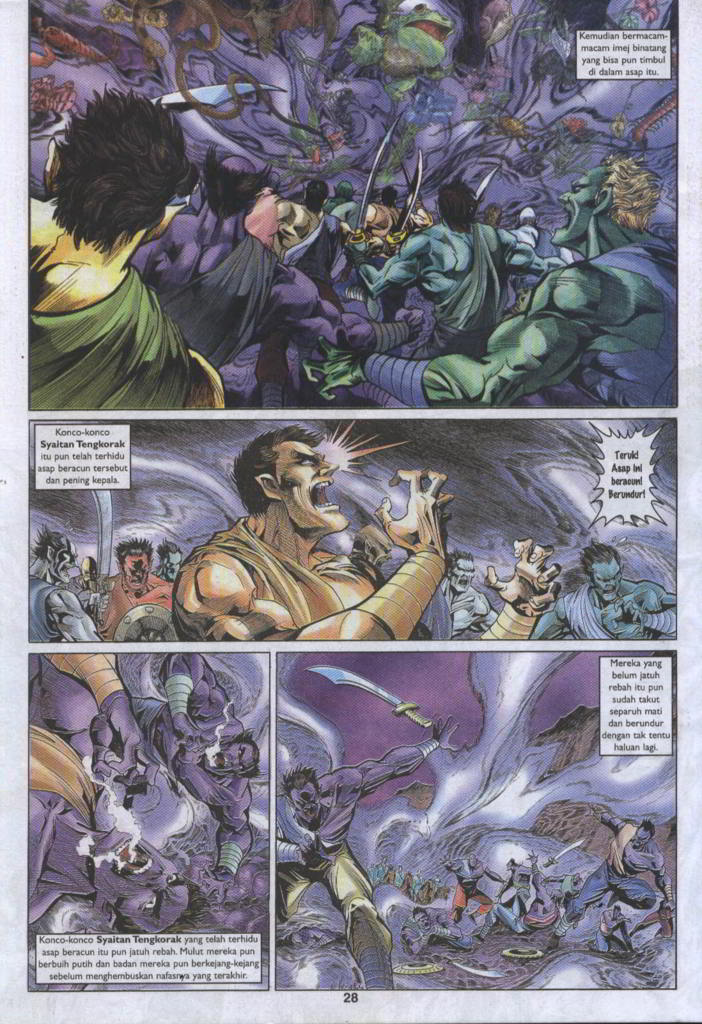 Kemudian bermacam-
macam imej binatang
yang bisa pun timbul
di dalam asap itu.
Konco-konco
Syaitan Tengkorak
itu pun telah terhidu
asap beracun tersebut
dan pening kepala.
Teruk!
Asap ini
beracun!
Berundur!
Konco-konco Syaitan Tengkorak yang telah terhidu
asap beracun itu pun jatuh rebah. Mulut mereka pun
berbuih putih dan badan mereka pun berkejang-kejang
sebelum menghembuskan nafasnya yang terakhir.
Mereka yang
belum jatuh
rebah itu pun
sudah takut
separuh mati
dan berundur
dengan tak tentu
haluan lagi.
28